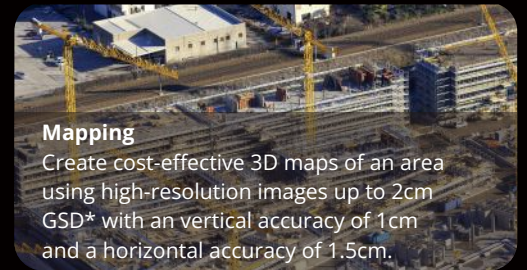 Mapping
Create cost-effective 3D maps of an area
using high-resolution images up to 2cm
GSD* with an vertical accuracy of 1cm
and a horizontal accuracy of 1.5cm.